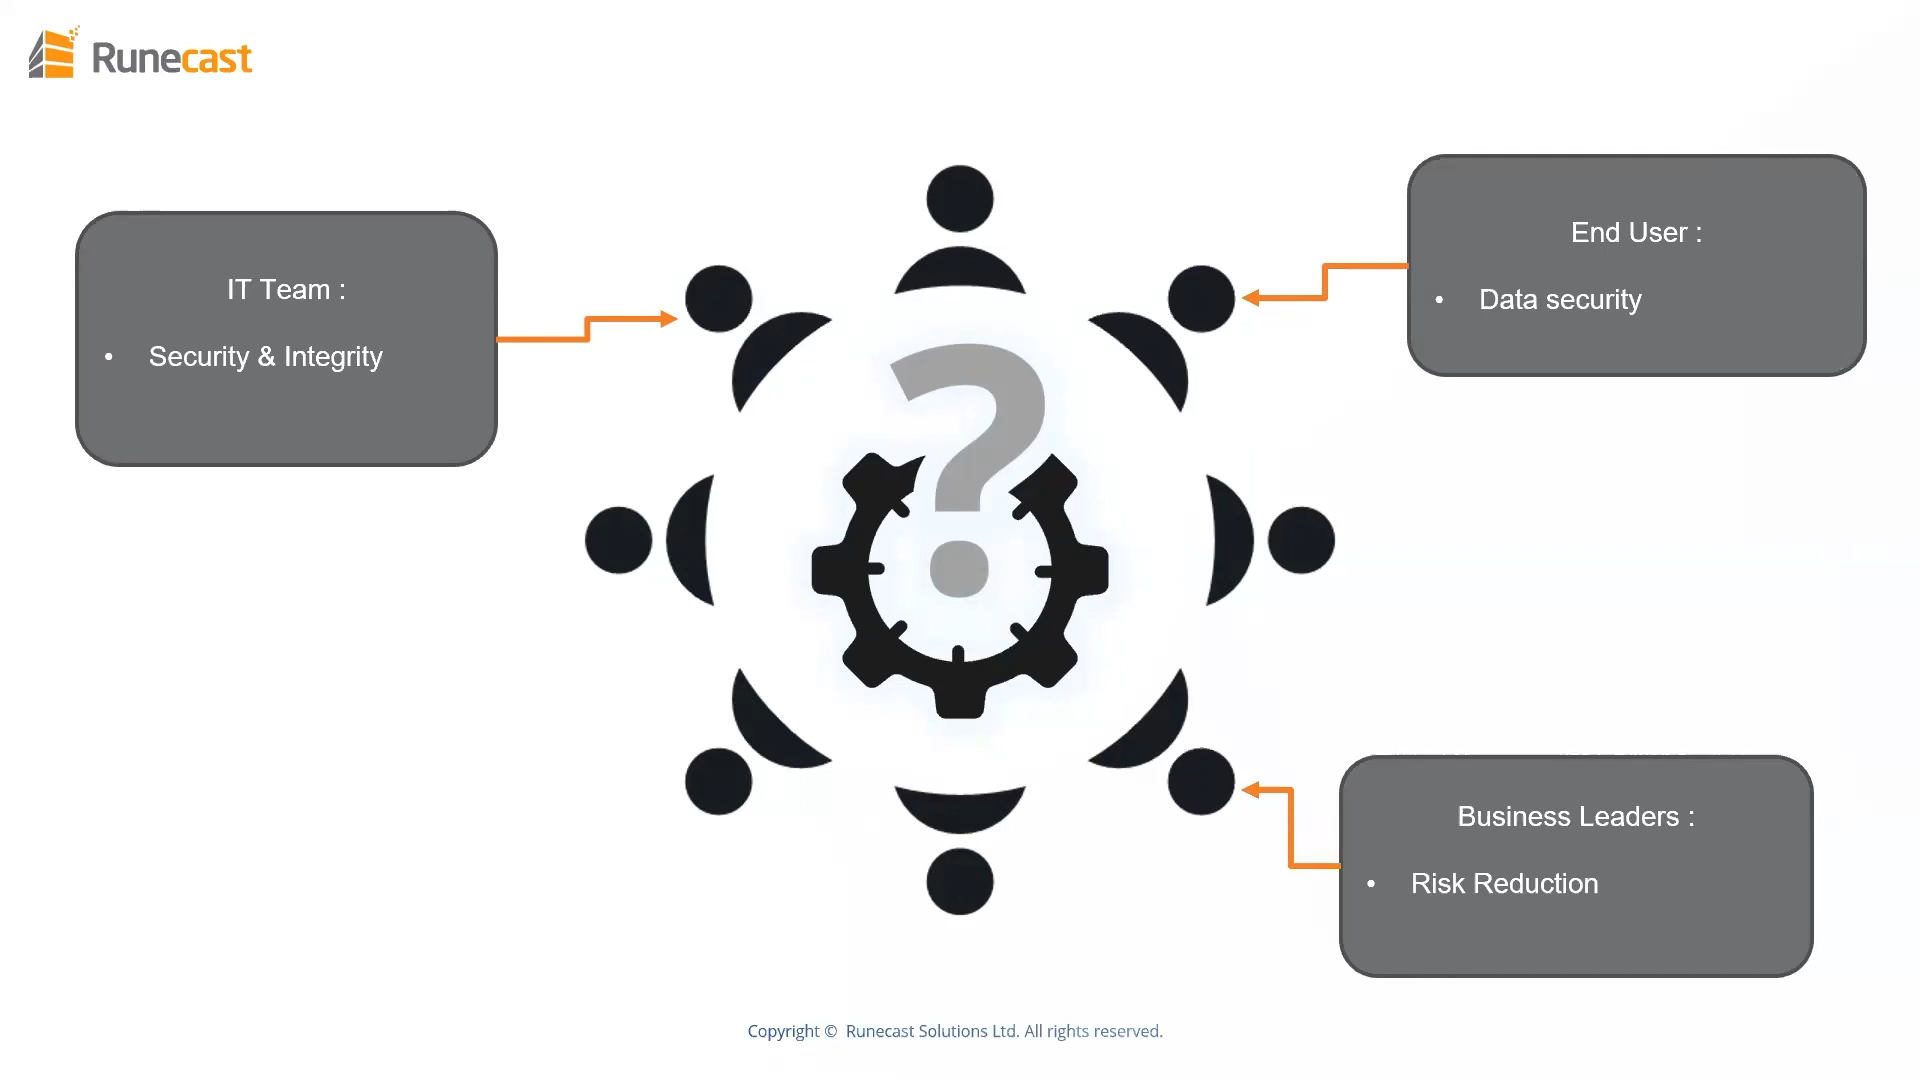 Runecast
IT Team :
• Security & Integrity
End User :
• Data security
?
Business Leaders :
• Risk Reduction
Copyright © Runecast Solutions Ltd. All rights reserved.